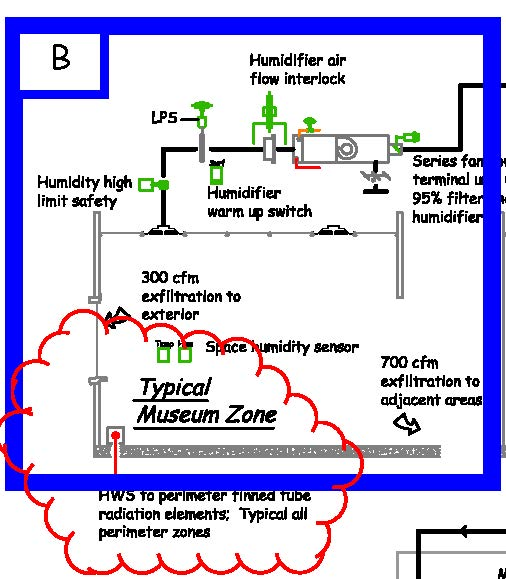 B
Humidifier air
flow interlock
LPS
Humidity high
limit safety
Humidifier
warm up switch
Series fan
terminal
95% filter
humidifier
300 cfm
exfiltration to
exterior
Space humidity sensor
700 cfm
exfiltration to
adjacent areas
Typical
Museum Zone
HWS to perimeter finned tube
radiation elements; Typical all
perimeter zones